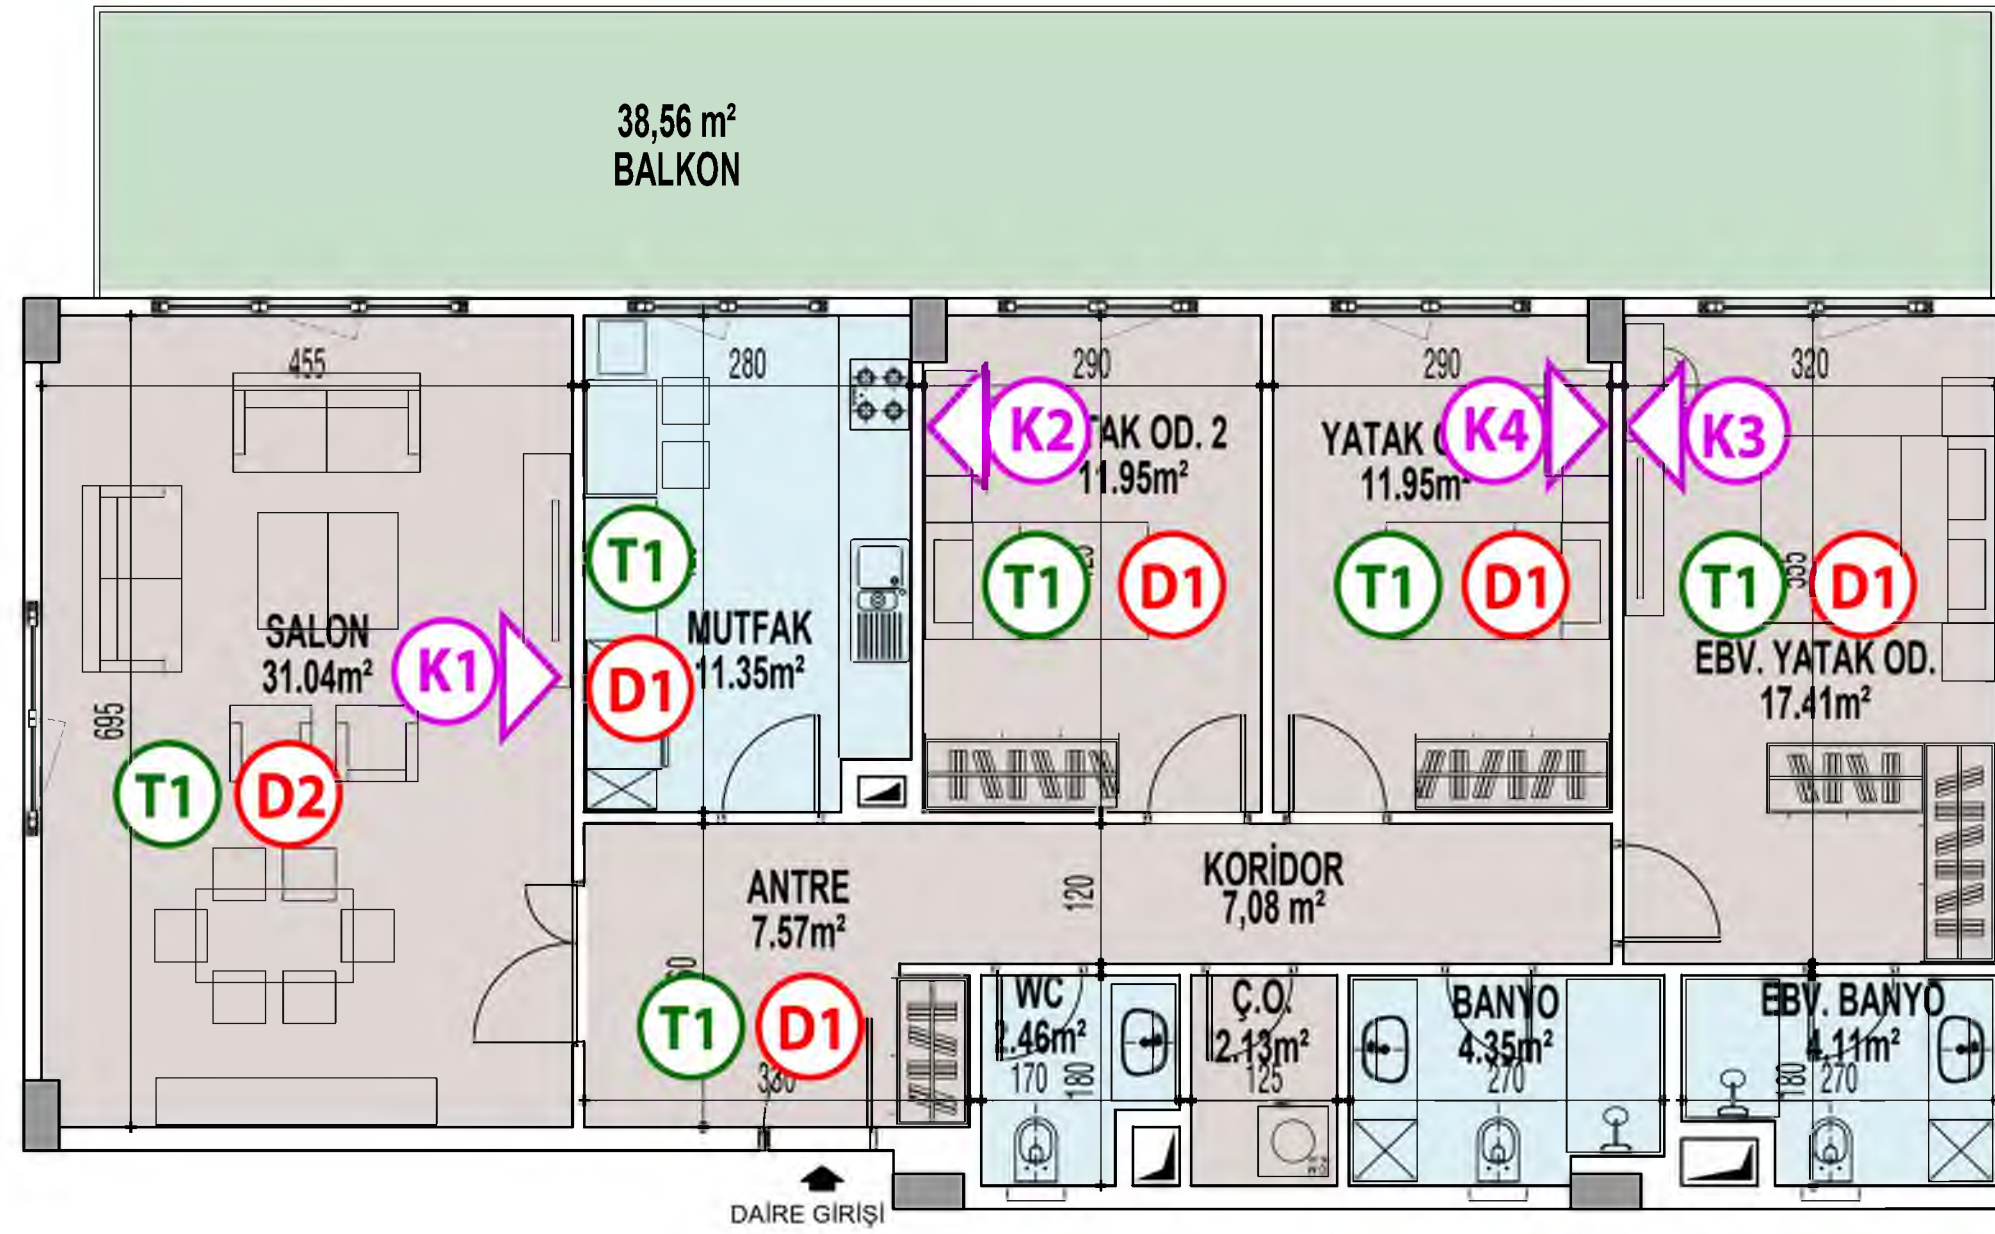 38,56 m²
BALKON
455
280
290
290
320
K1
K2
K4
K3
TAK OD. 2
11.95m²
YATAK
11.95m²
T1
D1
T1
D1
T1
D1
T1
D1
355
SALON
31.04m²
MUTFAK
11.35m²
EBV. YATAK OD.
17.41m²
695
T1
D2
ANTRE
7.57m²
120
KORİDOR
7,08 m²
T1
D1
330
WC
2.46m²
170
180
Ç.O.
2.13m²
125
BANYO
4.35m²
270
EBV. BANYO
4.11m²
180
270
DAİRE GİRİŞİ